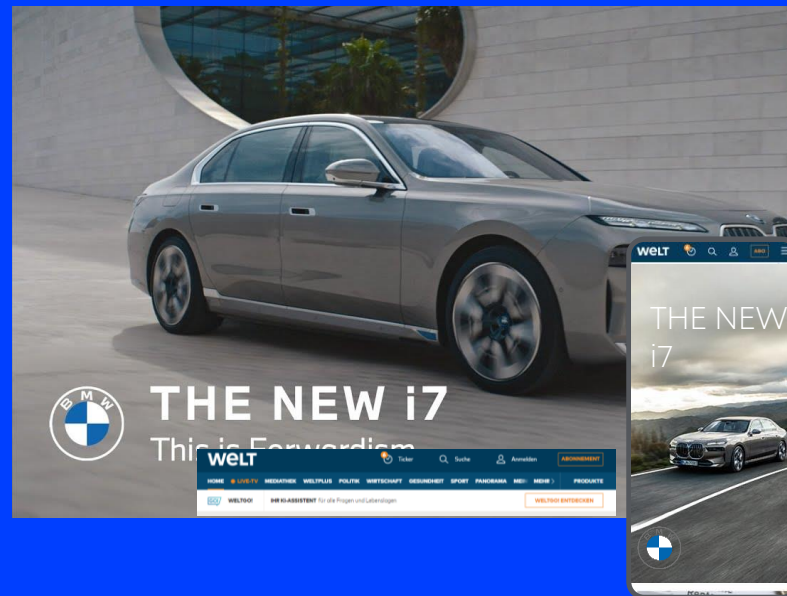 BMW
THE NEW i7
This is Forwardism
WELT
Ticker
Suche
Anmelden
ABONNEMENT
HOME LIVE-TV MEDIATHEK WELTPLUS POLITIK WIRTSCHAFT GESUNDHEIT SPORT PANORAMA MEHR PRODUKTE
WELTGO! IHR KI-ASSISTENT für alle Fragen und Lebenslagen
WELTGO! ENTDECKEN
WELT
ABO
THE NEW
i7